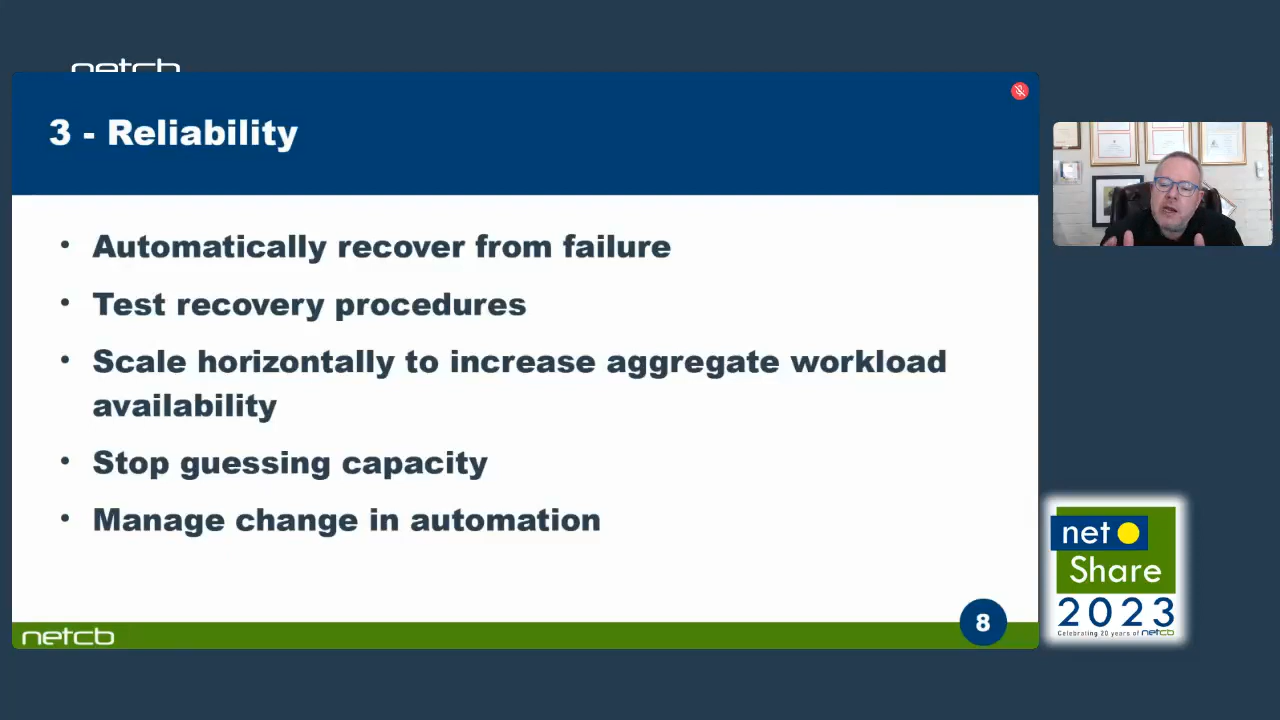 netcb
3 - Reliability
• Automatically recover from failure
• Test recovery procedures
• Scale horizontally to increase aggregate workload
availability
• Stop guessing capacity
• Manage change in automation
netcb
8
net
Share
2023
Celebrating 20 years of netcb